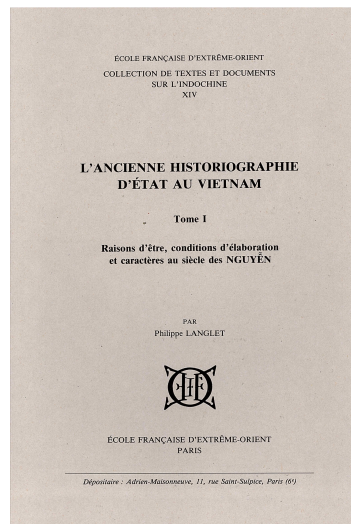 ÉCOLE FRANÇAISE D'EXTRÊME-ORIENT
COLLECTION DE TEXTES ET DOCUMENTS
SUR L'INDOCHINE
XIV
L'ANCIENNE HISTORIOGRAPHIE
D'ÉTAT AU VIETNAM
Tome I
Raisons d'être, conditions d'élaboration
et caractères au siècle des NGUYỄN
PAR
Philippe LANGLET
ÉCOLE FRANÇAISE D'EXTRÊME-ORIENT
PARIS
Dépositaire : Adrien-Maisonneuve, 11, rue Saint-Sulpice, Paris (6e)